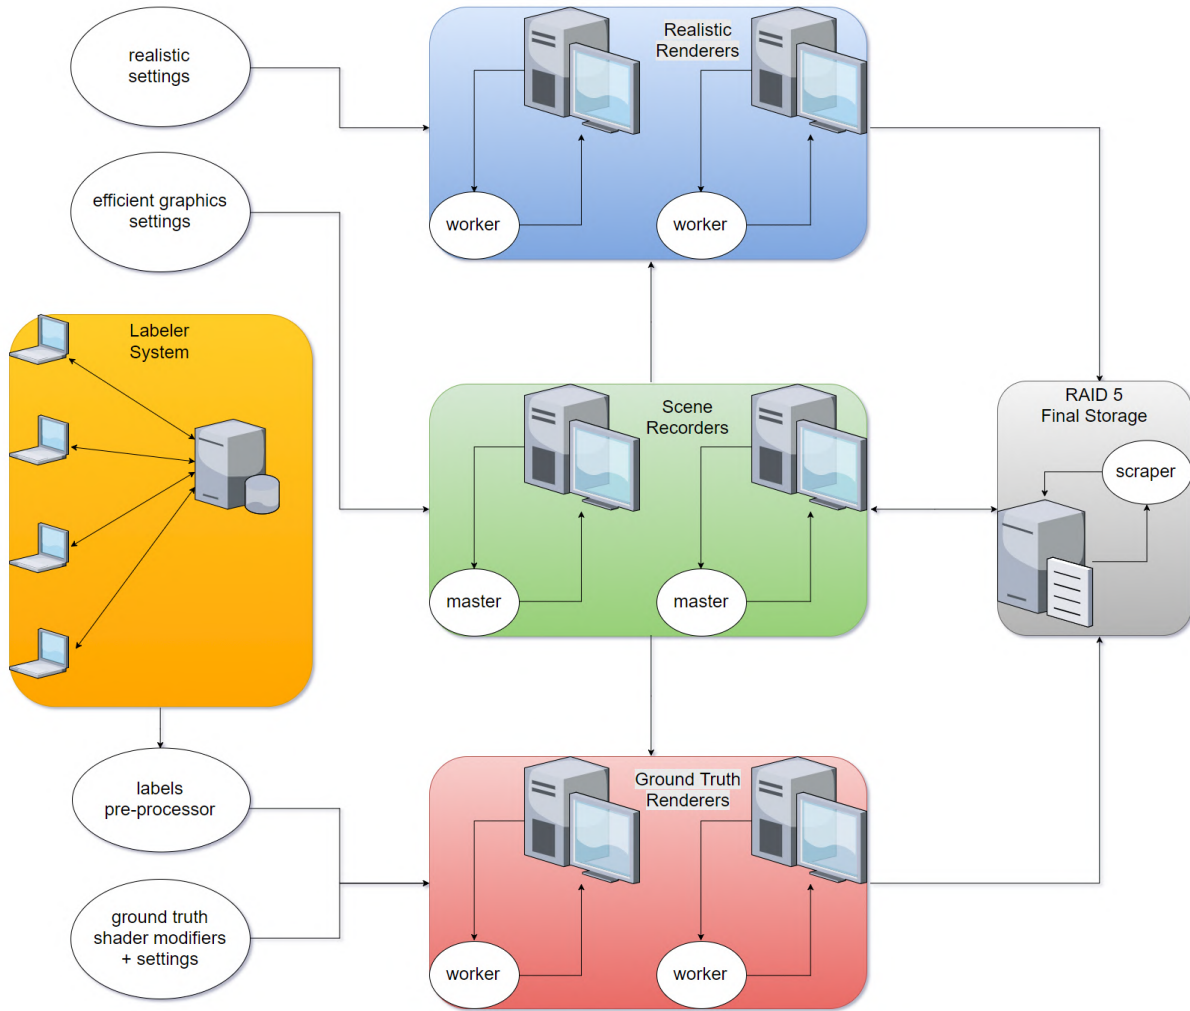 realistic
settings
Realistic
Renderers
worker
worker
efficient graphics
settings
Labeler
System
Scene
Recorders
master
master
RAID 5
Final Storage
scraper
labels
pre-processor
Ground Truth
Renderers
worker
worker
ground truth
shader modifiers
+ settings